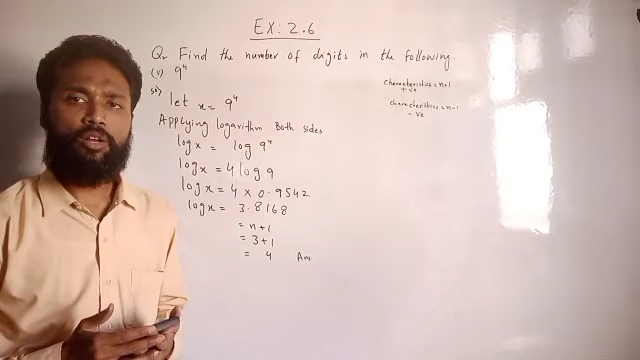 Ex: 2.6
Q. Find the number of digits in the following.
(v) 9⁴
Sol:
let x = 9⁴
Applying logarithm Both sides
log x = log 9⁴
log x = 4 log 9
log x = 4 x 0.9542
log x = 3.8168
= n+1
= 3+1
= 4 Ans
Characteristics = n+1
+ve
characteristics = n-1
- ve